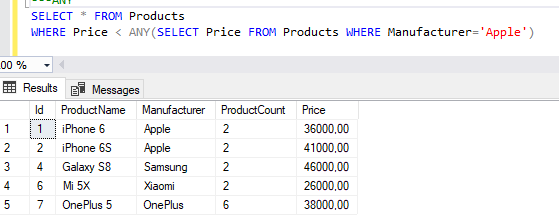 ---ANY
SELECT * FROM Products
WHERE Price < ANY(SELECT Price FROM Products WHERE Manufacturer='Apple')
00 %
Results Messages
Id ProductName Manufacturer ProductCount Price
1 1 iPhone 6 Apple 2 36000,00
2 2 iPhone 6S Apple 2 41000,00
3 4 Galaxy S8 Samsung 2 46000,00
4 6 Mi 5X Xiaomi 2 26000,00
5 7 OnePlus 5 OnePlus 6 38000,00